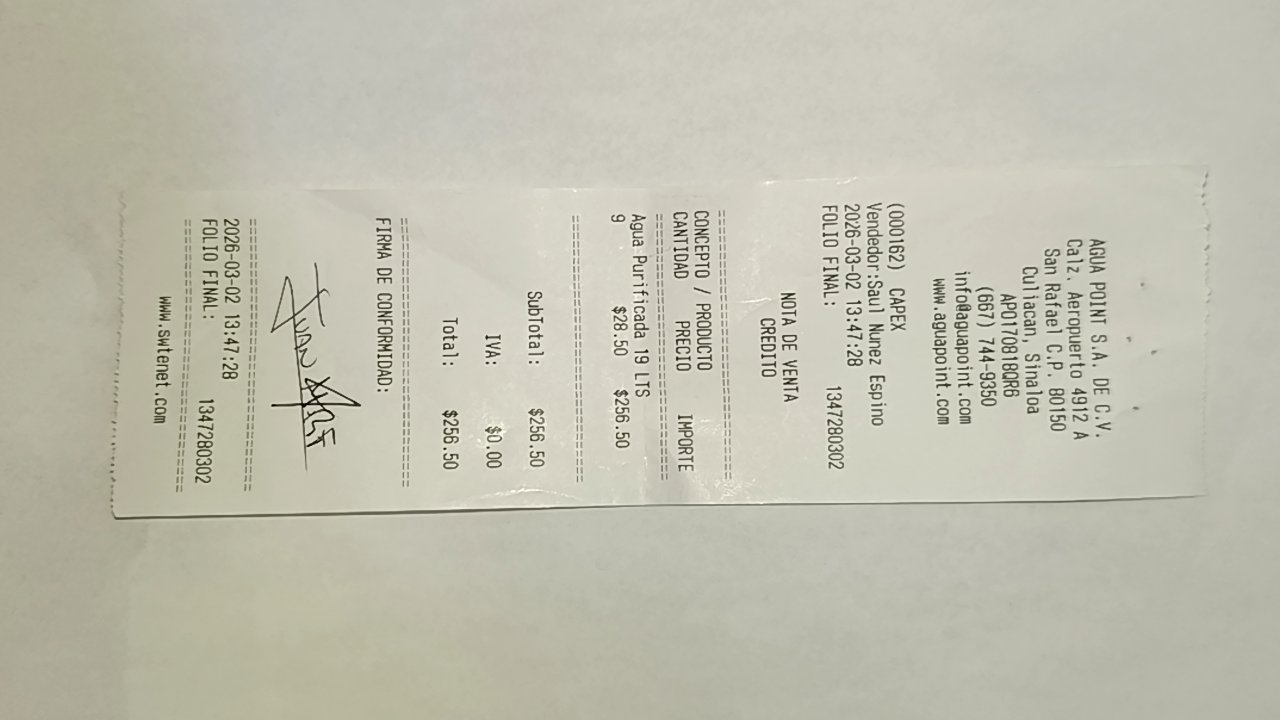 AGUA POINT S.A. DE C.V.
Calz. Aeropuerto 4912 A
San Rafael C.P. 80150
Culiacan, Sinaloa
APO170818QR6
(667) 744-9350
info@aguapoint.com
www.aguapoint.com
(000162) CAPEX
Vendedor:Saul Nunez Espino
2026-03-02 13:47:28
FOLIO FINAL: 1347280302
NOTA DE VENTA
CREDITO
CONCEPTO / PRODUCTO
CANTIDAD PRECIO IMPORTE
Agua Purificada 19 LTS
9 $28.50 $256.50
SubTotal: $256.50
IVA: $0.00
Total: $256.50
FIRMA DE CONFORMIDAD:
Juan
2026-03-02 13:47:28
FOLIO FINAL: 1347280302
www.swtenet.com